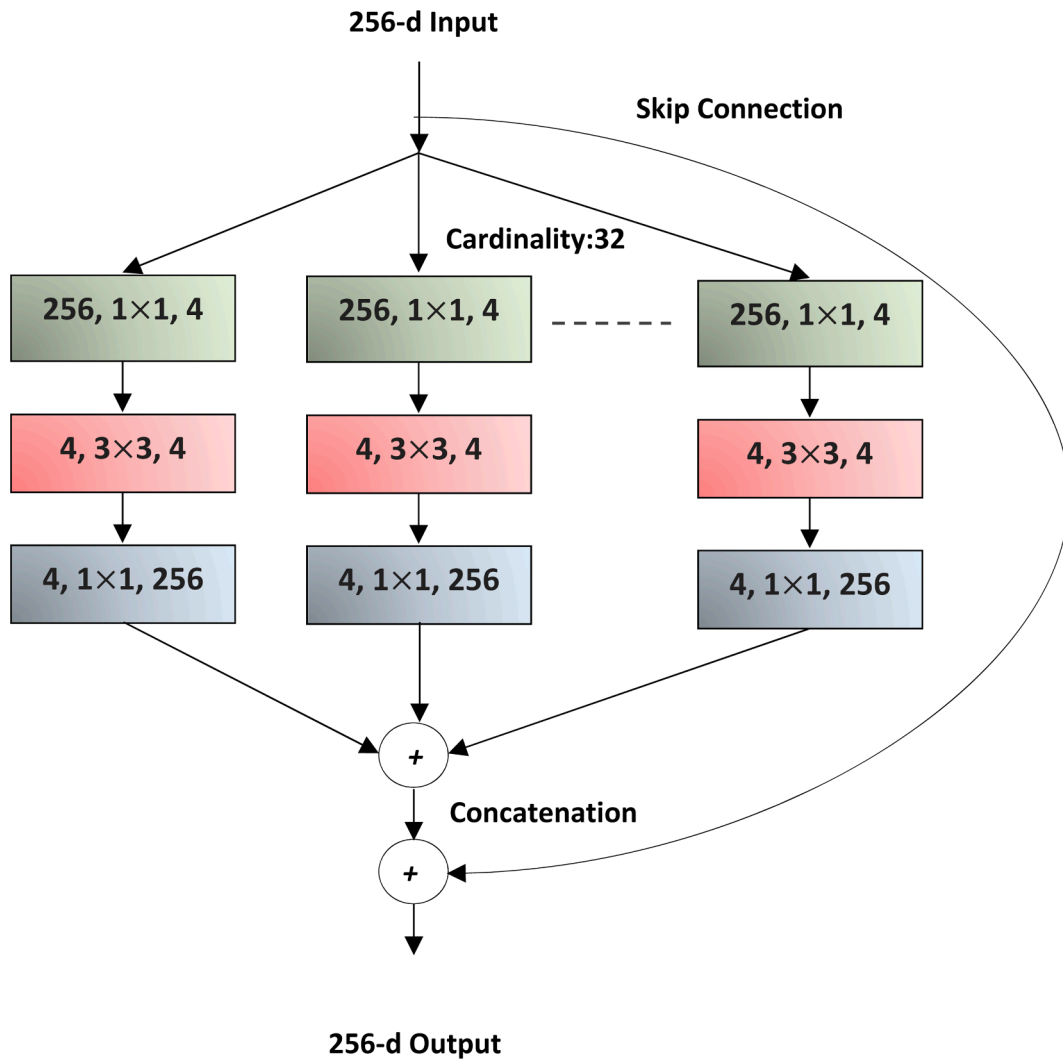 256-d Input
Skip Connection
Cardinality:32
256, 1×1, 4
256, 1×1, 4
256, 1×1, 4
4, 3×3, 4
4, 3×3, 4
4, 3×3, 4
4, 1×1, 256
4, 1×1, 256
4, 1×1, 256
+
Concatenation
+
256-d Output